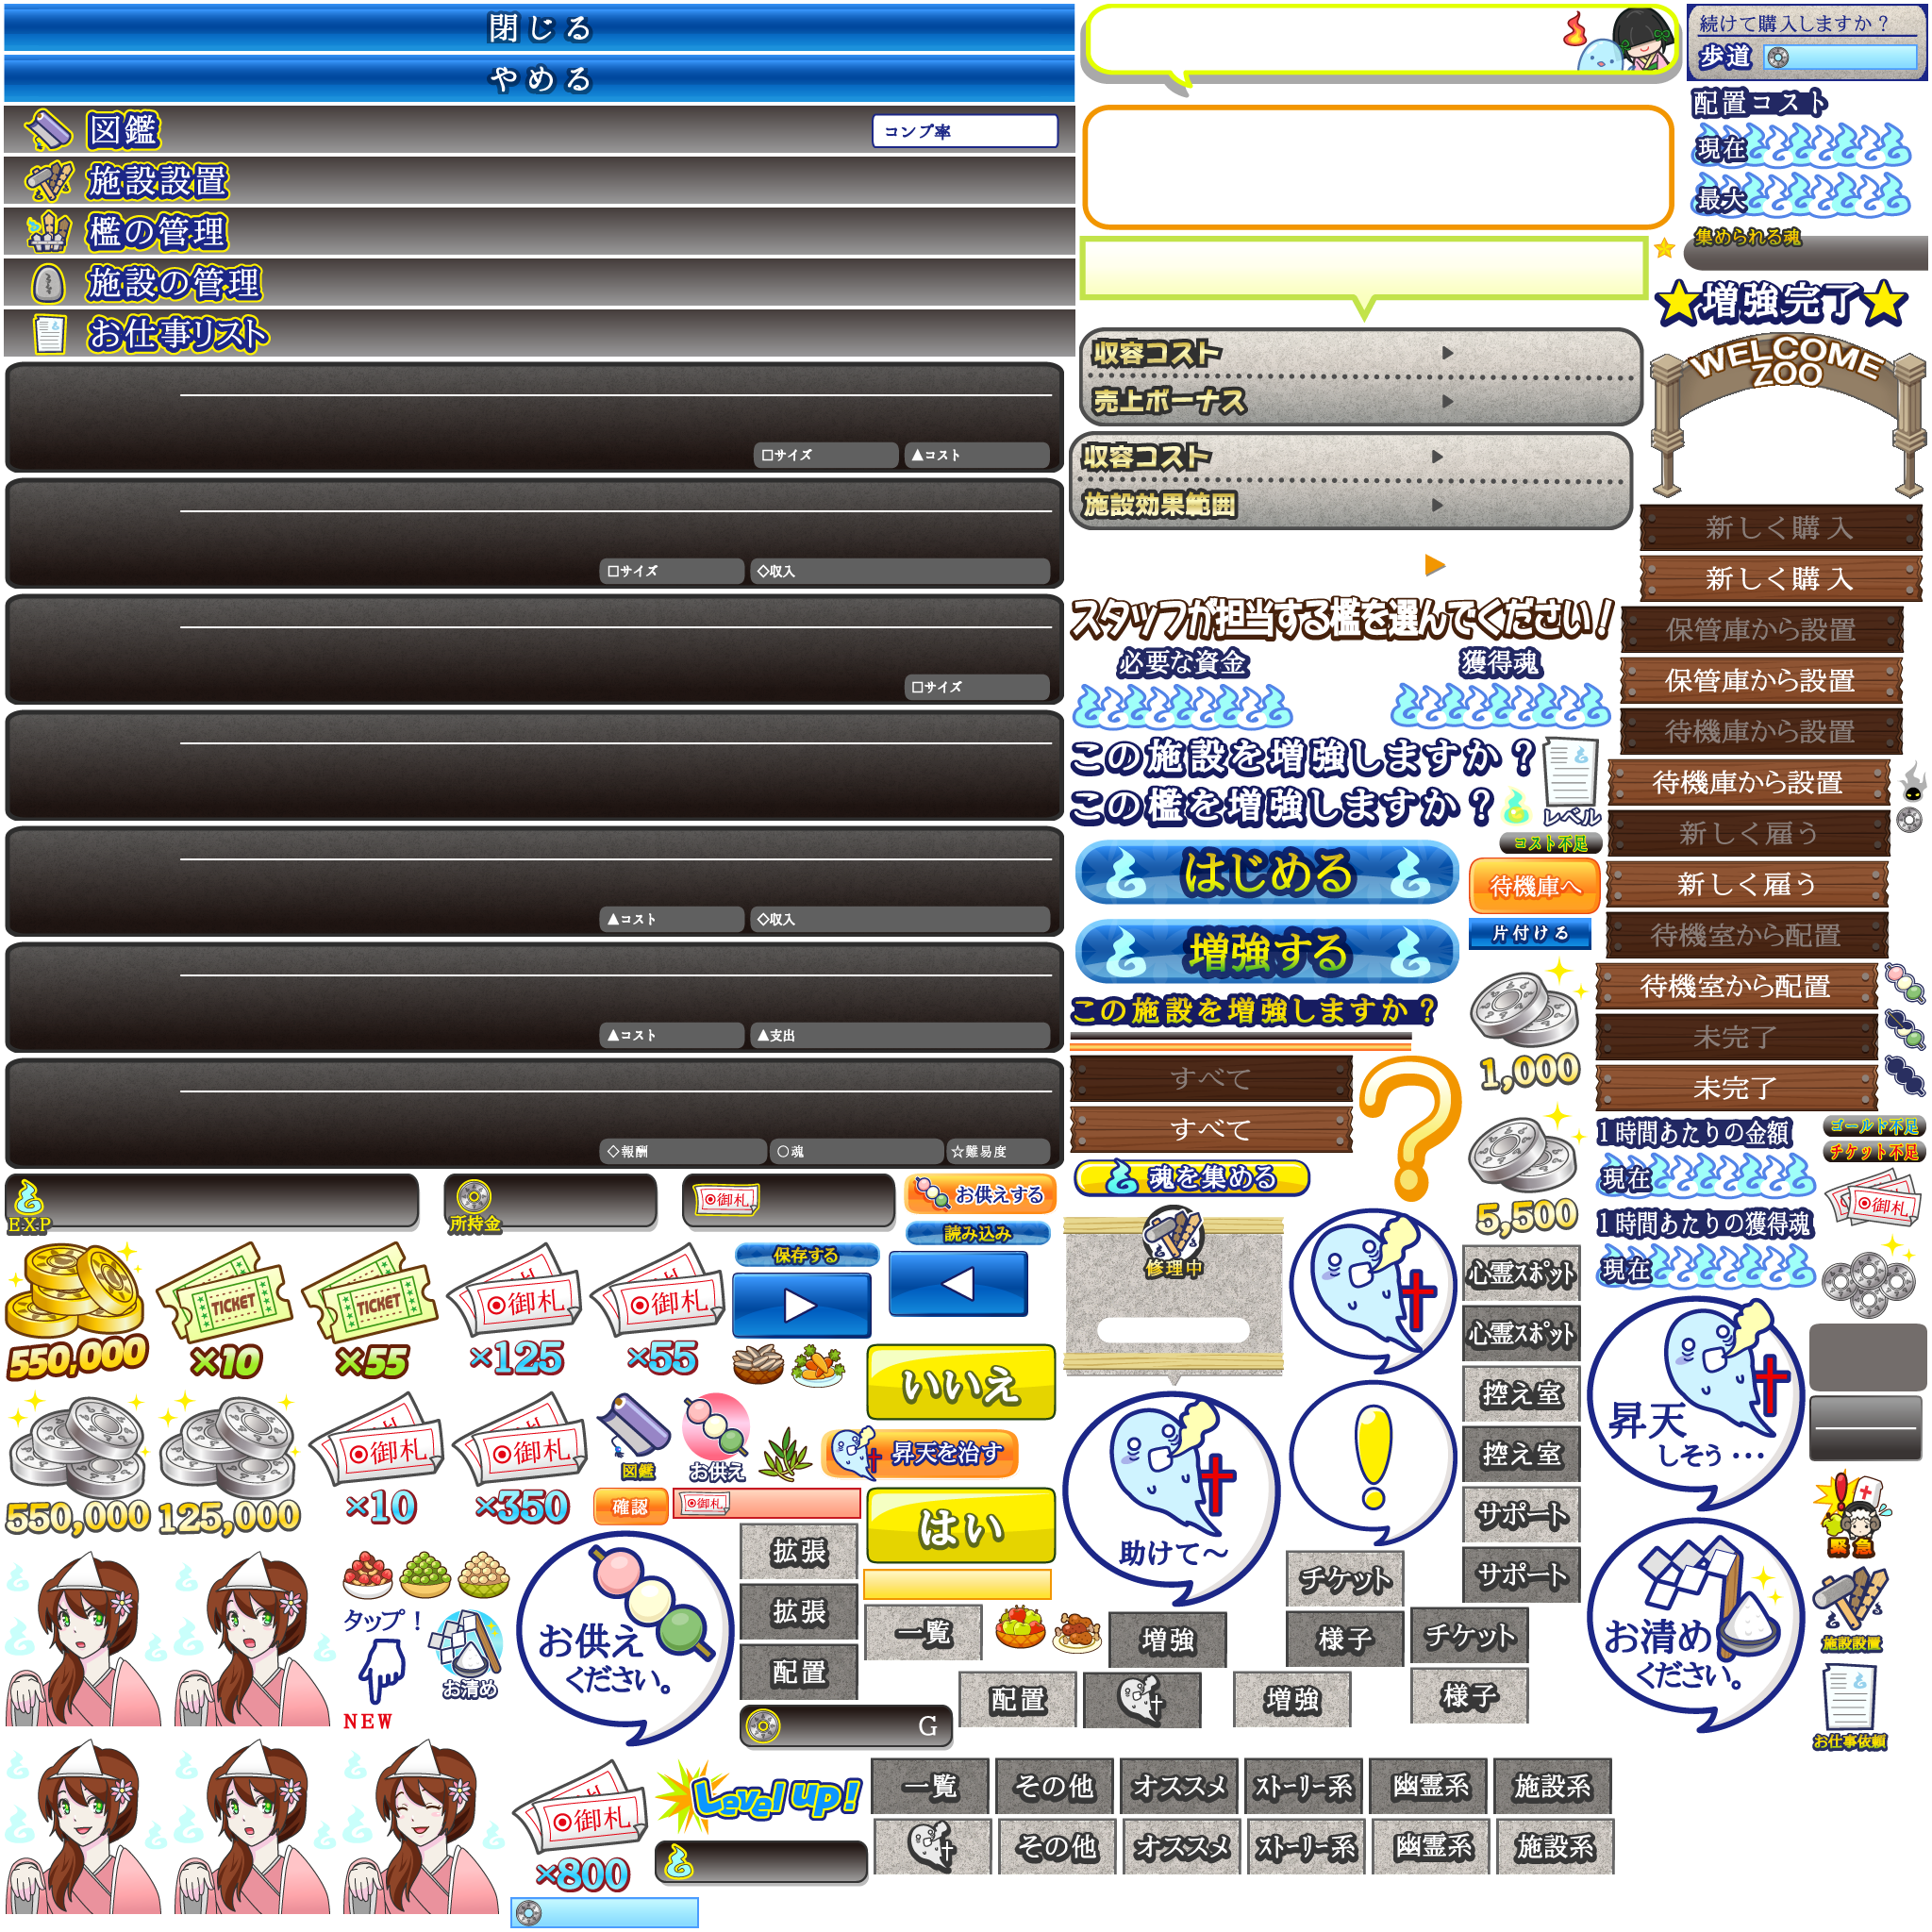 閉じる
やめる
図鑑
コンプ率
施設設置
檻の管理
施設の管理
お仕事リスト
□サイズ
▲コスト
□サイズ
◇収入
□サイズ
▲コスト
◇収入
▲コスト
▲支出
◇報酬
○魂
☆難易度
続けて購入しますか？
歩道
配置コスト
現在
最大
集められる魂
★増強完了★
WELCOME
ZOO
収容コスト
売上ボーナス
収容コスト
施設効果範囲
スタッフが担当する檻を選んでください！
必要な資金
獲得魂
この施設を増強しますか？
この檻を増強しますか？
レベル
コスト不足
はじめる
待機庫へ
片付ける
増強する
この施設を増強しますか？
すべて
すべて
魂を集める
新しく購入
新しく購入
保管庫から設置
保管庫から設置
待機庫から設置
待機庫から設置
新しく雇う
新しく雇う
待機室から配置
待機室から配置
未完了
未完了
1,000
5,500
1時間あたりの金額
現在
1時間あたりの獲得魂
現在
ゴールド不足
チケット不足
御札
E.X.P
所持金
御札
お供えする
読み込み
保存する
修理中
550,000
TICKET
×10
TICKET
×55
御札
×125
御札
×55
いいえ
550,000
125,000
御札
×10
御札
×350
図鑑
お供え
昇天を治す
確認
御札
はい
助けて〜
心霊スポット
心霊スポット
控え室
控え室
サポート
サポート
昇天
しそう・・・
緊急
お清め
ください。
施設設置
お仕事依頼
タップ！
NEW
お清め
お供え
ください。
拡張
拡張
配置
一覧
増強
チケット
様子
チケット
配置
増強
様子
G
御札
×800
Level up!
一覧
その他
オススメ
ストーリー系
幽霊系
施設系
その他
オススメ
ストーリー系
幽霊系
施設系